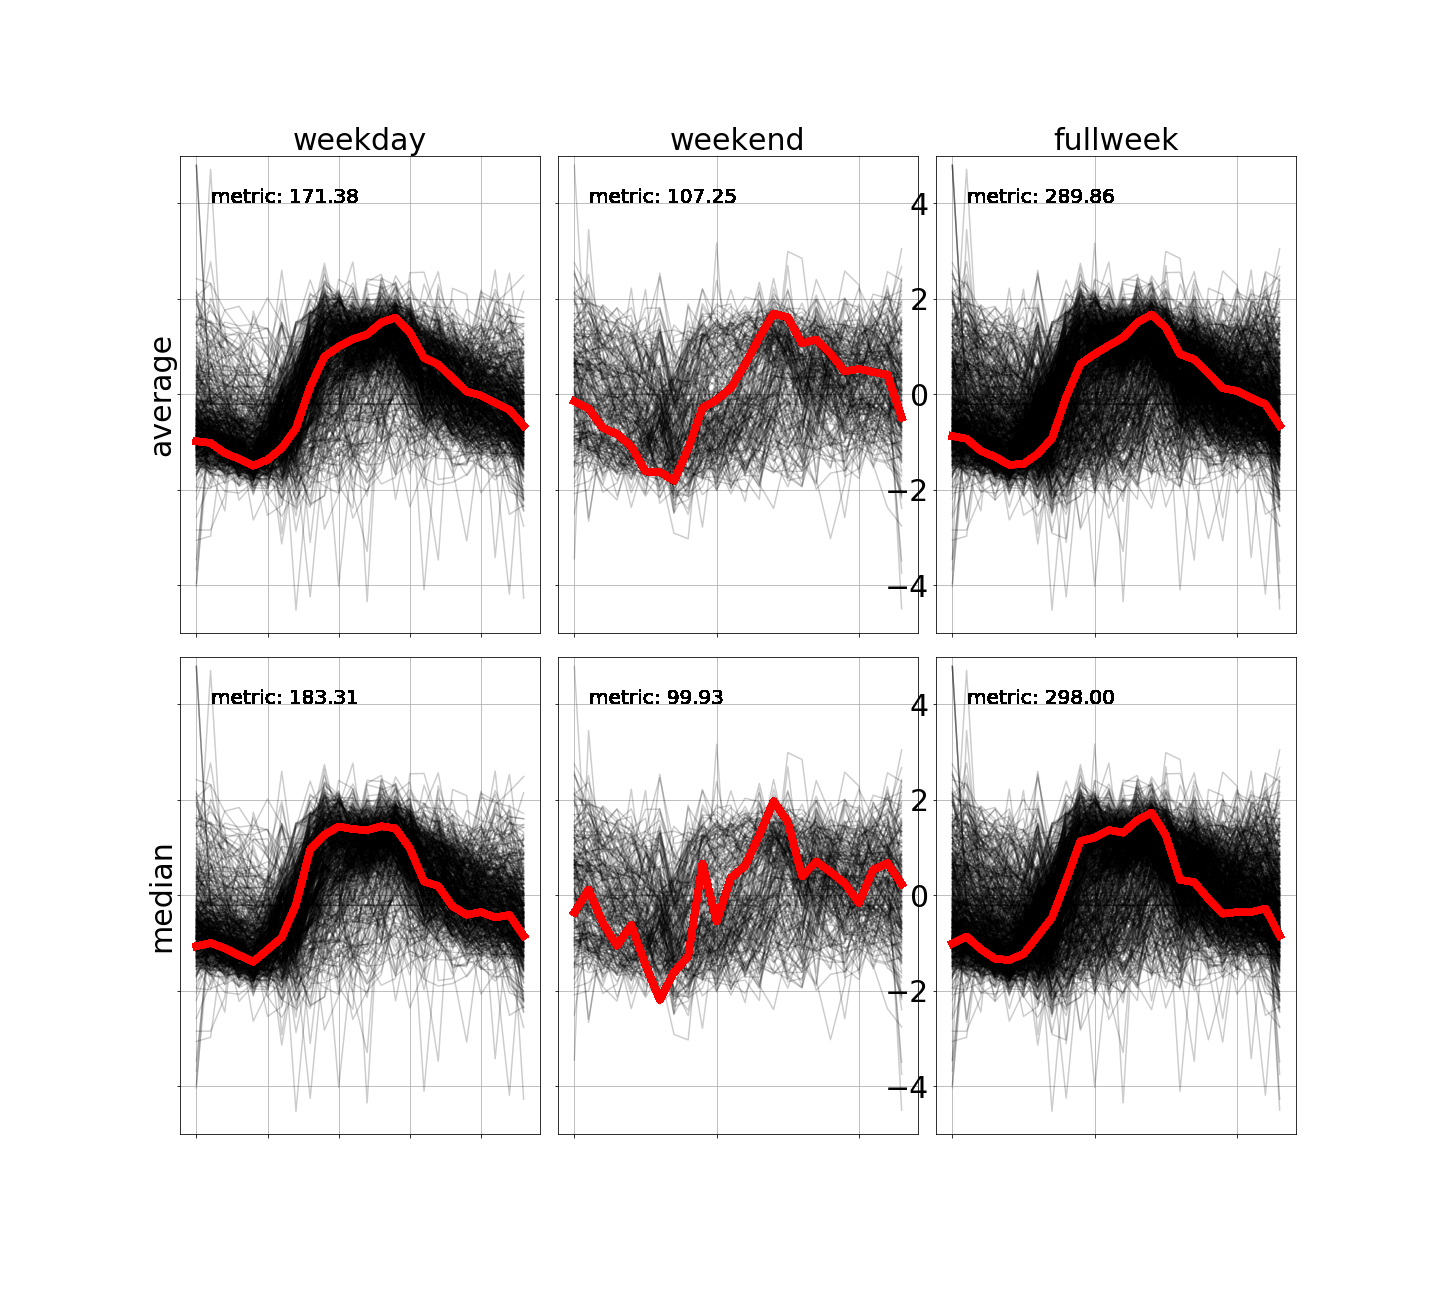 weekday
weekend
fullweek
metric: 171.38
metric: 107.25
metric: 289.86
average
4
2
0
−2
−4
metric: 183.31
metric: 99.93
metric: 298.00
median
4
2
0
−2
−4